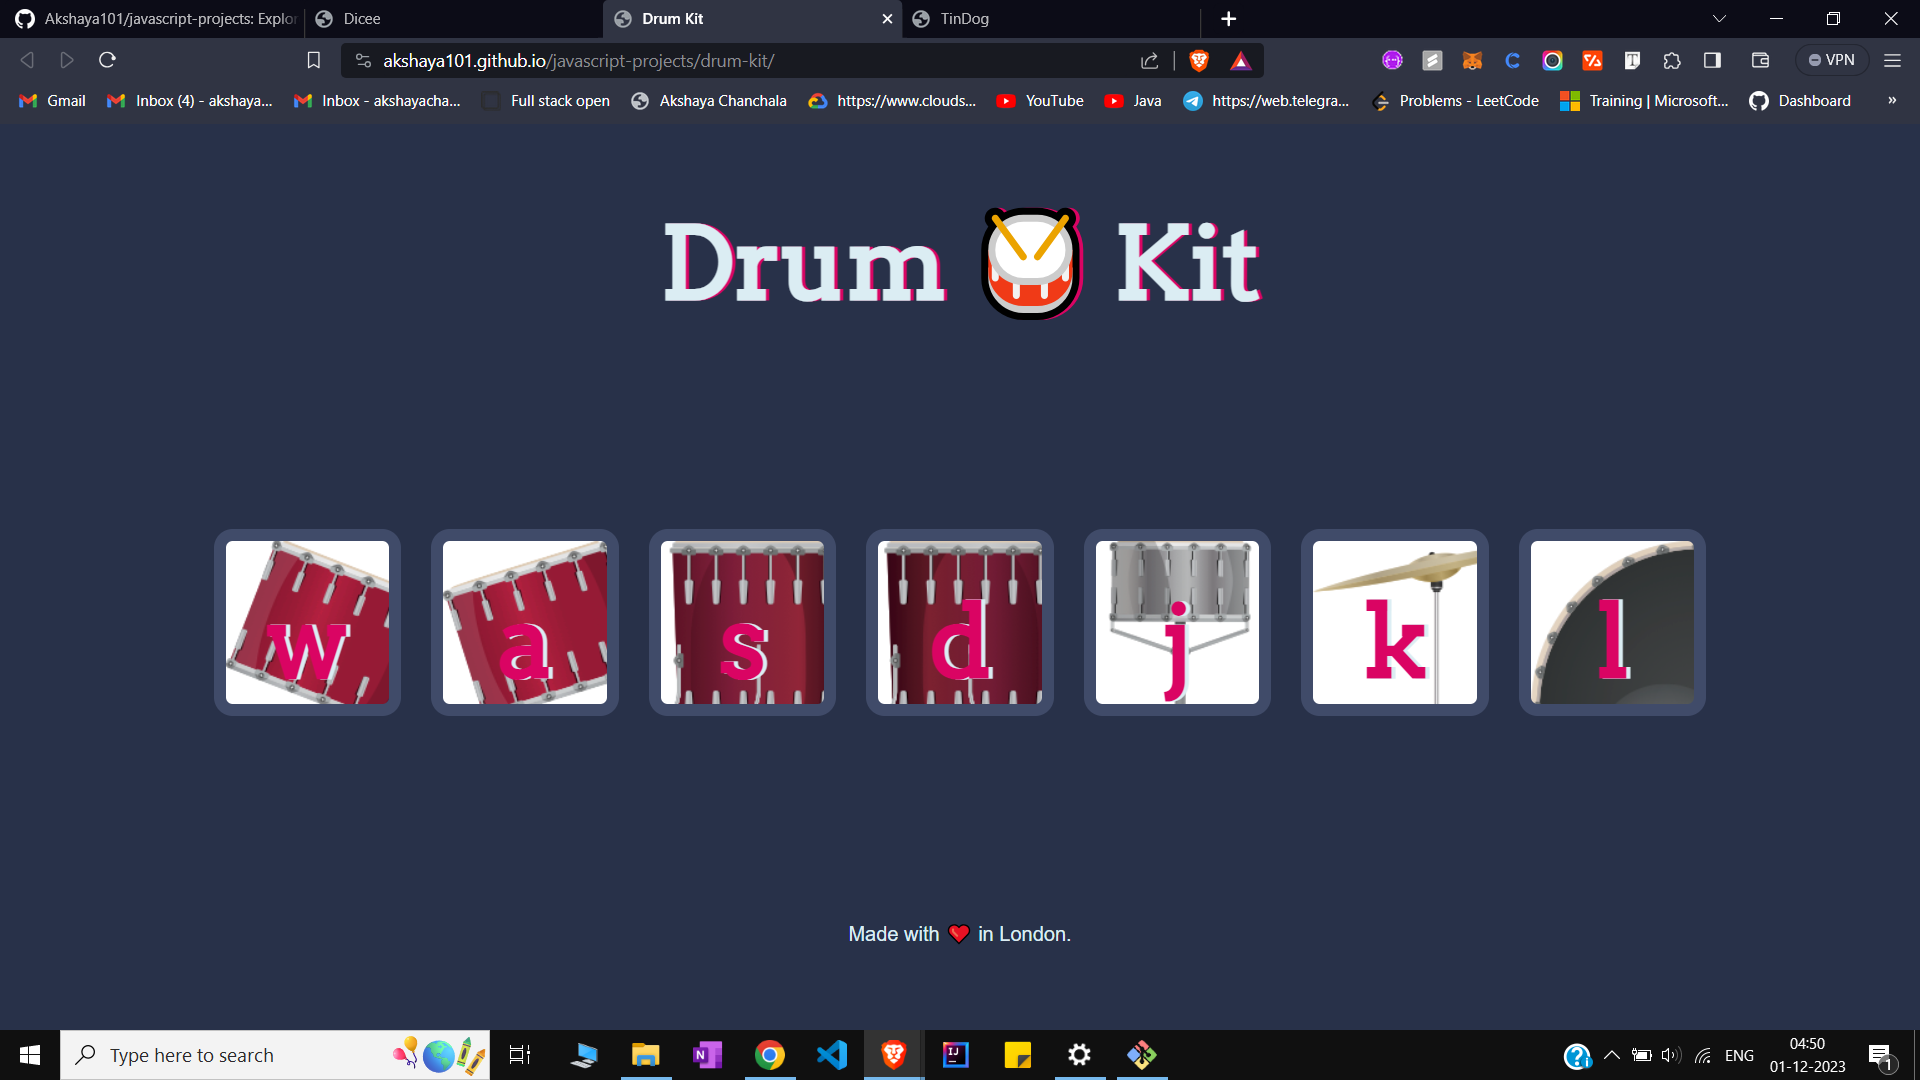 Akshaya101/javascript-projects: Explor
Dicee
Drum Kit
TinDog
akshaya101.github.io/javascript-projects/drum-kit/
VPN
Gmail
Inbox (4) - akshaya...
Inbox - akshayacha...
Full stack open
Akshaya Chanchala
https://www.clouds...
YouTube
Java
https://web.telegra...
Problems - LeetCode
Training | Microsoft...
Dashboard
»
Drum 🥁 Kit
w
a
s
d
j
k
l
Made with ❤️ in London.
Type here to search
ENG
04:50
01-12-2023
1